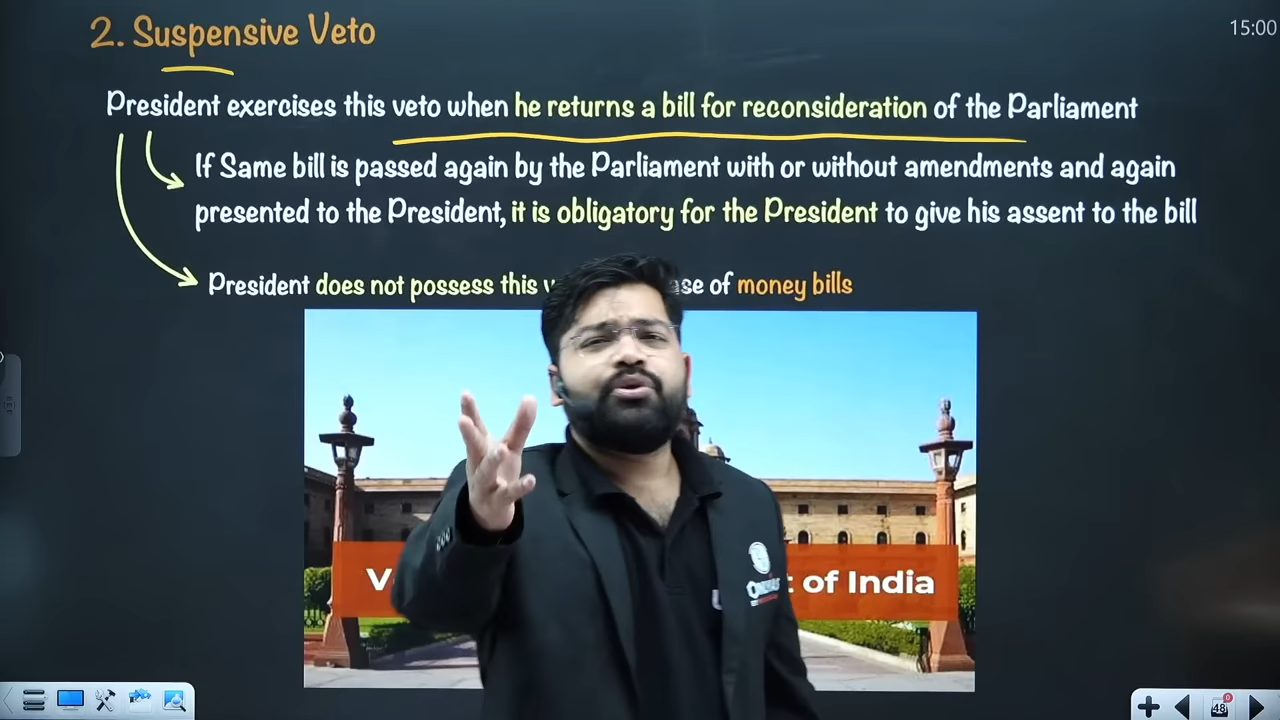 2. Suspensive Veto
15:00
President exercises this veto when he returns a bill for reconsideration of the Parliament
If Same bill is passed again by the Parliament with or without amendments and again
presented to the President, it is obligatory for the President to give his assent to the bill
President does not possess this of money bills
of India
48